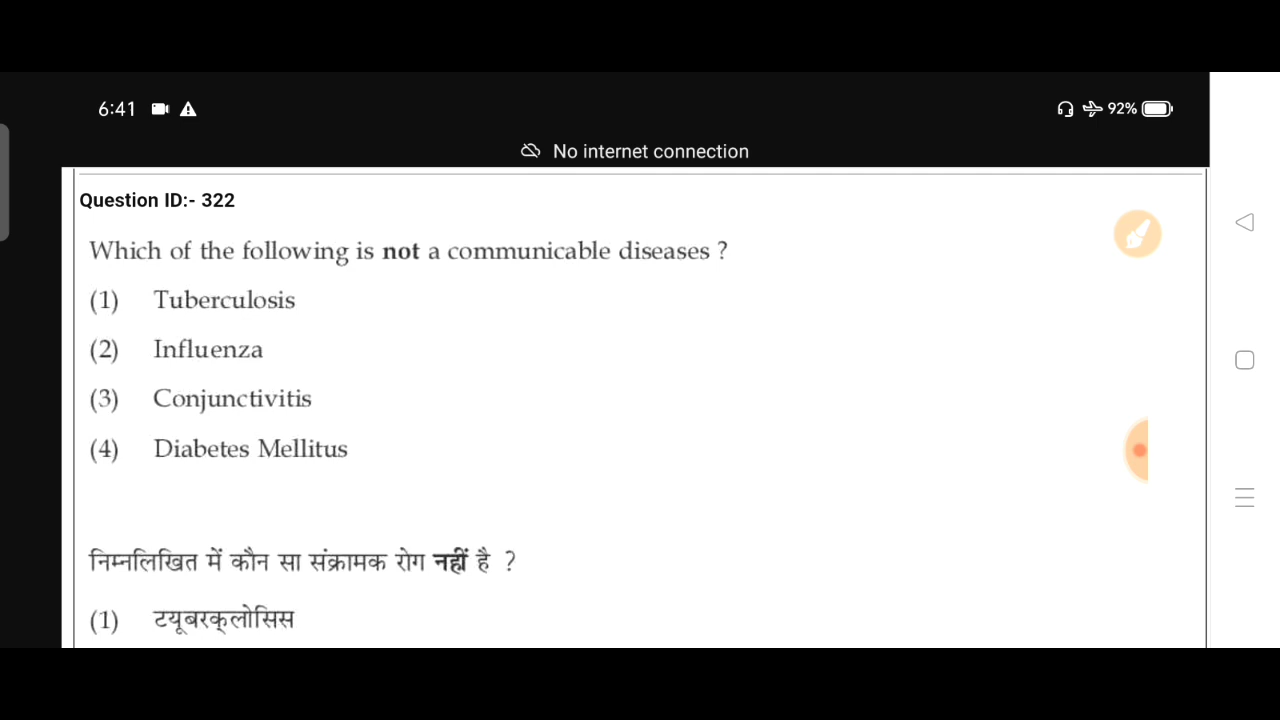 6:41
92%
No internet connection
Question ID:- 322
Which of the following is not a communicable diseases ?
(1) Tuberculosis
(2) Influenza
(3) Conjunctivitis
(4) Diabetes Mellitus
निम्नलिखित में कौन सा संक्रामक रोग नहीं है ?
(1) टयूबरक्लोसिस